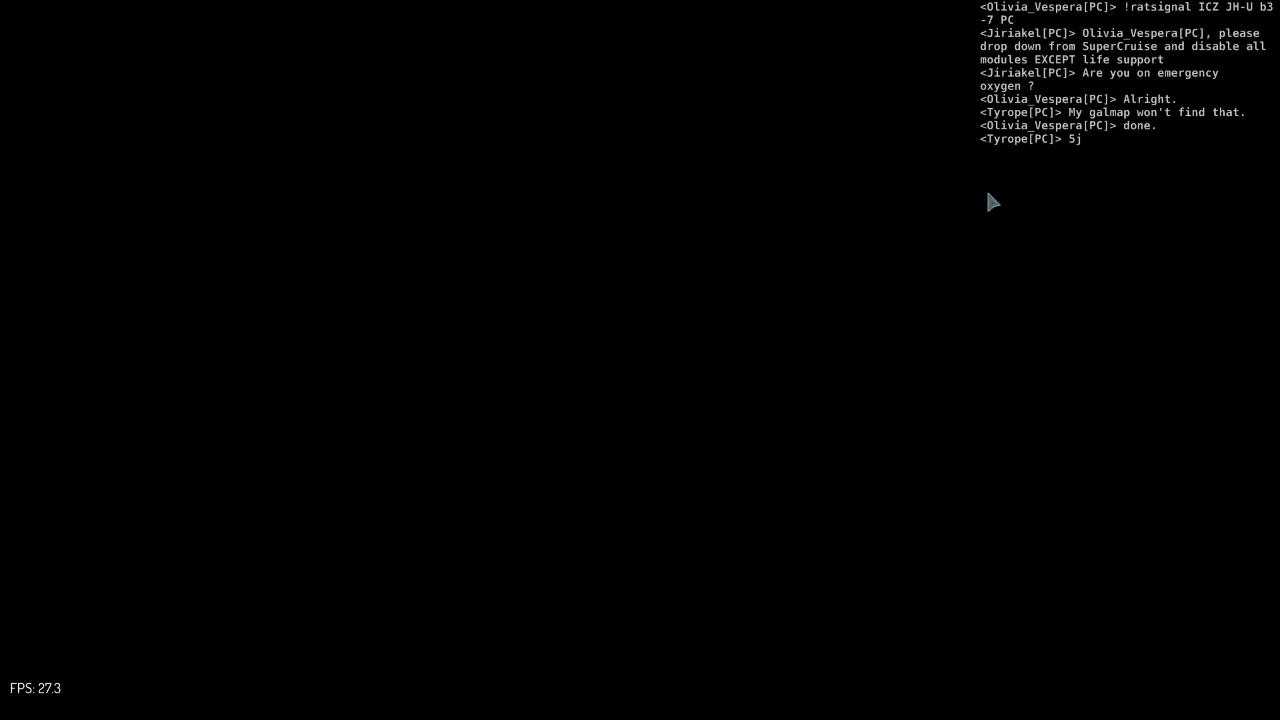 <Olivia_Vespera[PC]> !ratsignal ICZ JH-U b3
-7 PC
<Jiriakel[PC]> Olivia_Vespera[PC], please
drop down from SuperCruise and disable all
modules EXCEPT life support
<Jiriakel[PC]> Are you on emergency
oxygen ?
<Olivia_Vespera[PC]> Alright.
<Tyrope[PC]> My galmap won't find that.
<Olivia_Vespera[PC]> done.
<Tyrope[PC]> 5j
FPS: 27.3